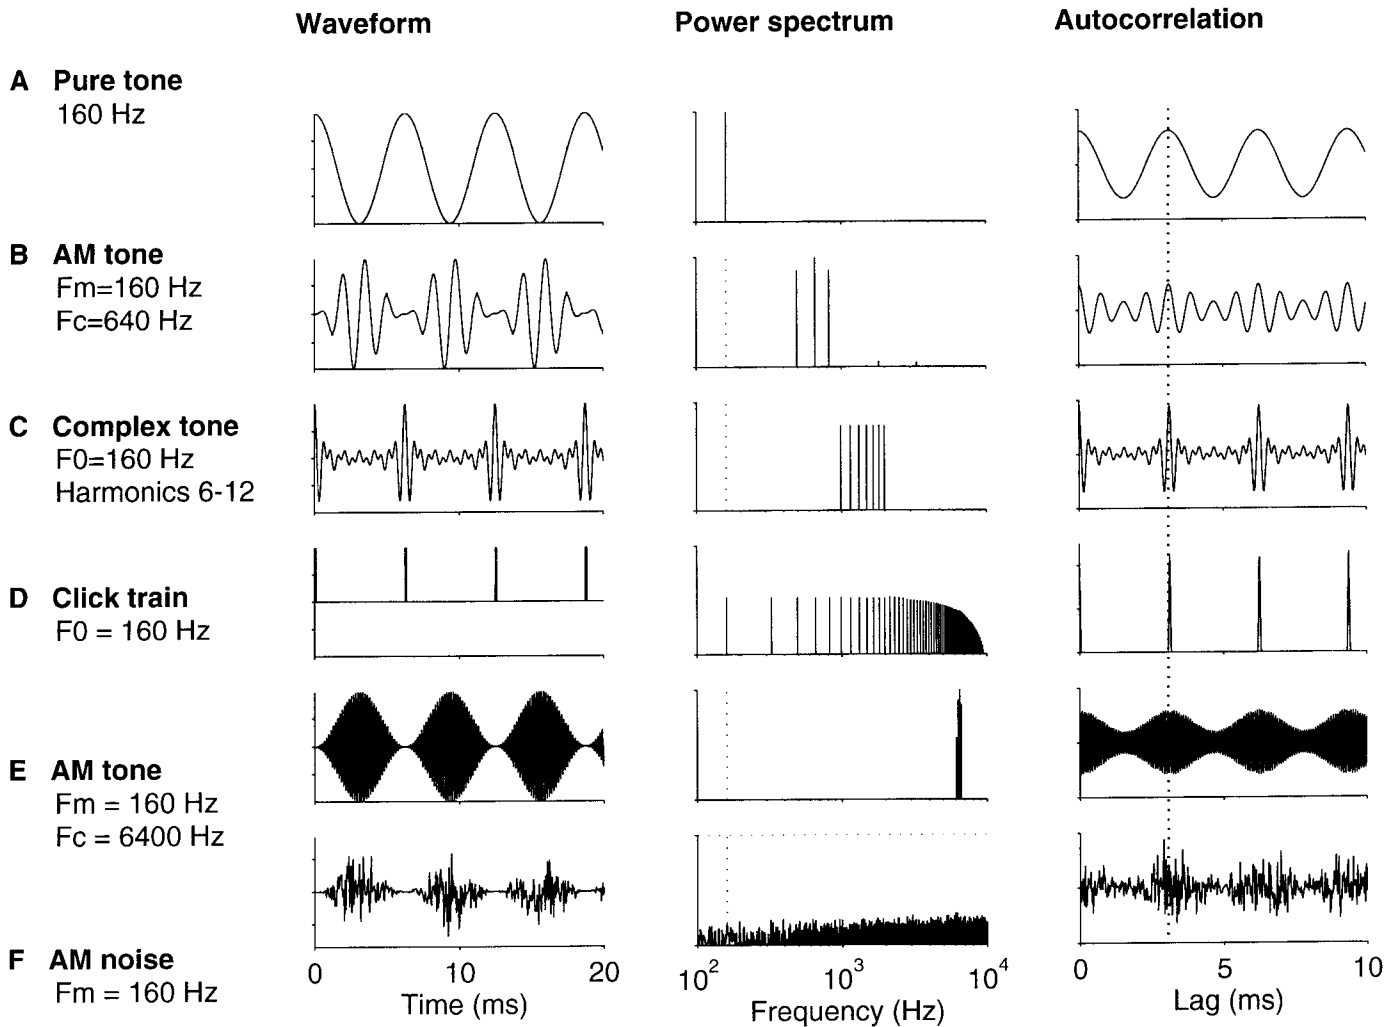 Waveform Power spectrum Autocorrelation
A Pure tone
160 Hz
B AM tone
Fm=160 Hz
Fc=640 Hz
C Complex tone
F0=160 Hz
Harmonics 6-12
D Click train
F0 = 160 Hz
E AM tone
Fm = 160 Hz
Fc = 6400 Hz
F AM noise
Fm = 160 Hz
0 10 20
Time (ms)
10² 10³ 10⁴
Frequency (Hz)
0 5 10
Lag (ms)